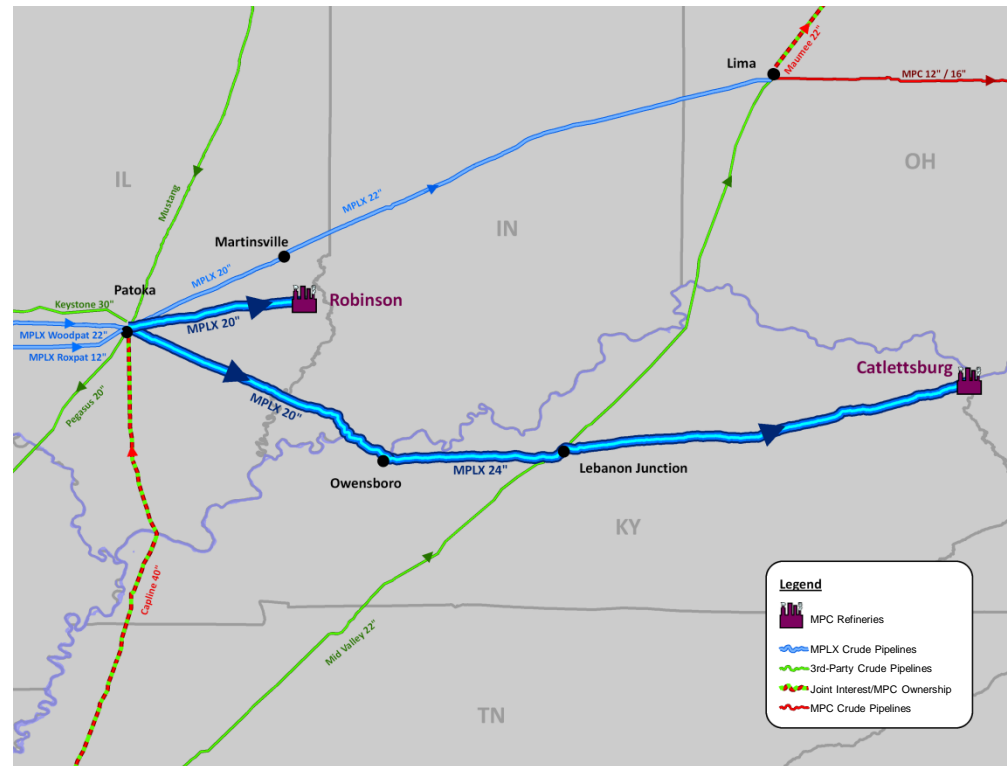 Lima
Maumee 22"
MPC 12" / 16"
OH
IL
Mustang
MPLX 22"
IN
Martinsville
MPLX 20"
Patoka
Keystone 30"
Robinson
MPLX 20"
MPLX Woodpat 22"
MPLX Roxpat 12"
Catlettsburg
Pegasus 20"
MPLX 20"
MPLX 24"
Lebanon Junction
Owensboro
KY
Capline 40"
Mid Valley 22"
TN
Legend
MPC Refineries
MPLX Crude Pipelines
3rd-Party Crude Pipelines
Joint Interest/MPC Ownership
MPC Crude Pipelines